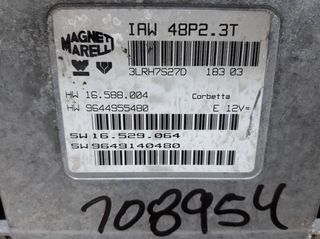 MAGNETI
MARELLI
IAW 48P2.3T
3LRH7S27D 183 03
HW 16.588.004 Corbetta
HW 9644955480 E 12V=
SW 16.529.064
SW 9649140480
108954